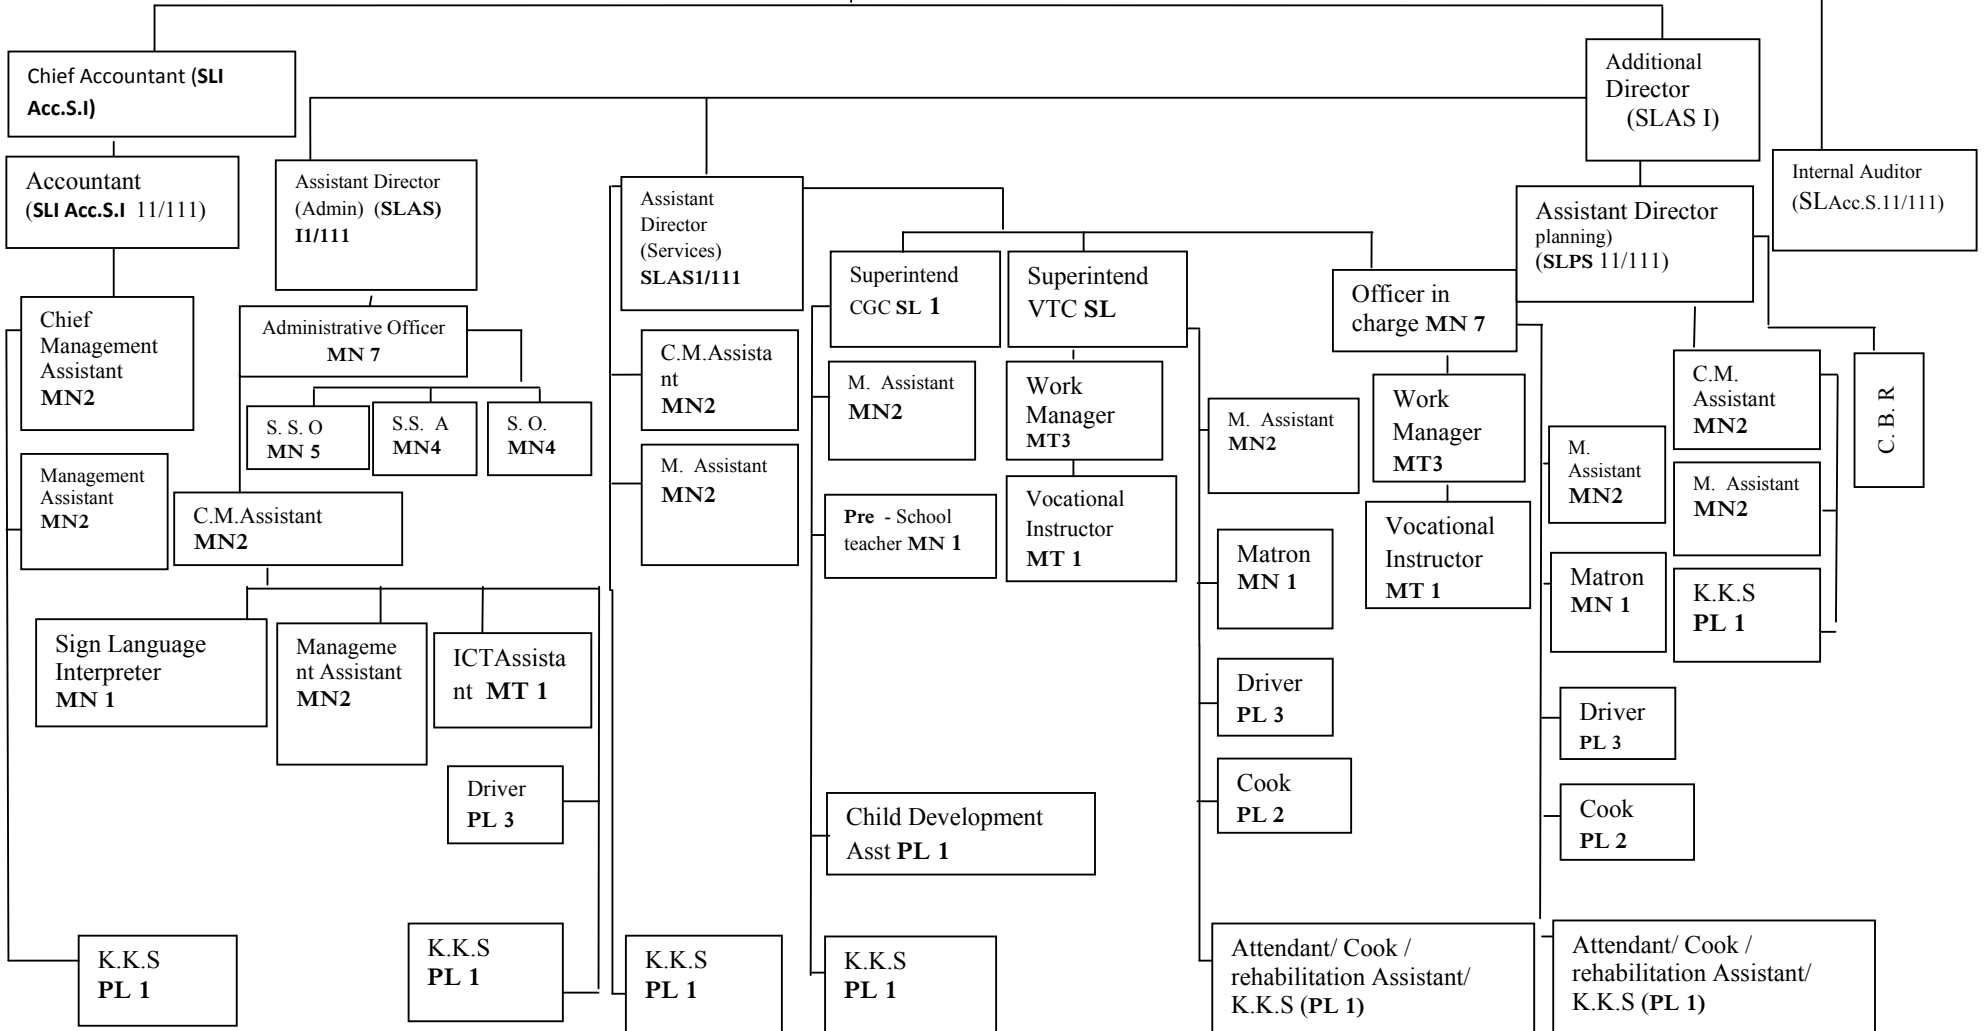 Chief Accountant (SLI
Acc.S.I)
Additional
Director
(SLAS I)
Accountant
(SLI Acc.S.I 11/111)
Assistant Director
(Admin) (SLAS)
I1/111
Assistant
Director
(Services)
SLAS1/111
Assistant Director
planning)
(SLPS 11/111)
Internal Auditor
(SLAcc.S.11/111)
Chief
Management
Assistant
MN2
Administrative Officer
MN 7
Superintend
CGC SL 1
Superintend
VTC SL
Officer in
charge MN 7
S. S. O
MN 5
S.S. A
MN4
S. O.
MN4
C.M.Assista
nt
MN2
M. Assistant
MN2
Work
Manager
MT3
M. Assistant
MN2
Work
Manager
MT3
M.
Assistant
MN2
C.M.
Assistant
MN2
C. B. R
Management
Assistant
MN2
C.M.Assistant
MN2
M. Assistant
MN2
Pre - School
teacher MN 1
Vocational
Instructor
MT 1
Matron
MN 1
Vocational
Instructor
MT 1
Matron
MN 1
M. Assistant
MN2
K.K.S
PL 1
Sign Language
Interpreter
MN 1
Manageme
nt Assistant
MN2
ICTAssista
nt MT 1
Driver
PL 3
Driver
PL 3
Driver
PL 3
Child Development
Asst PL 1
Cook
PL 2
Cook
PL 2
K.K.S
PL 1
K.K.S
PL 1
K.K.S
PL 1
K.K.S
PL 1
Attendant/ Cook /
rehabilitation Assistant/
K.K.S (PL 1)
Attendant/ Cook /
rehabilitation Assistant/
K.K.S (PL 1)